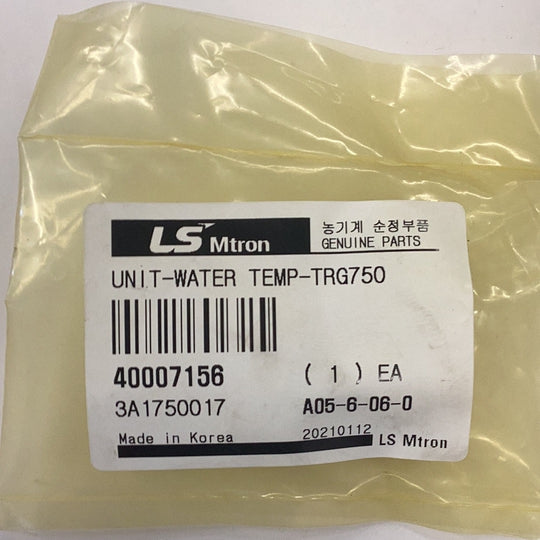 LS Mtron 농기계 순정부품
GENUINE PARTS
UNIT-WATER TEMP-TRG750
40007156 ( 1 ) EA
3A1750017 A05-6-06-0
Made in Korea 20210112 LS Mtron